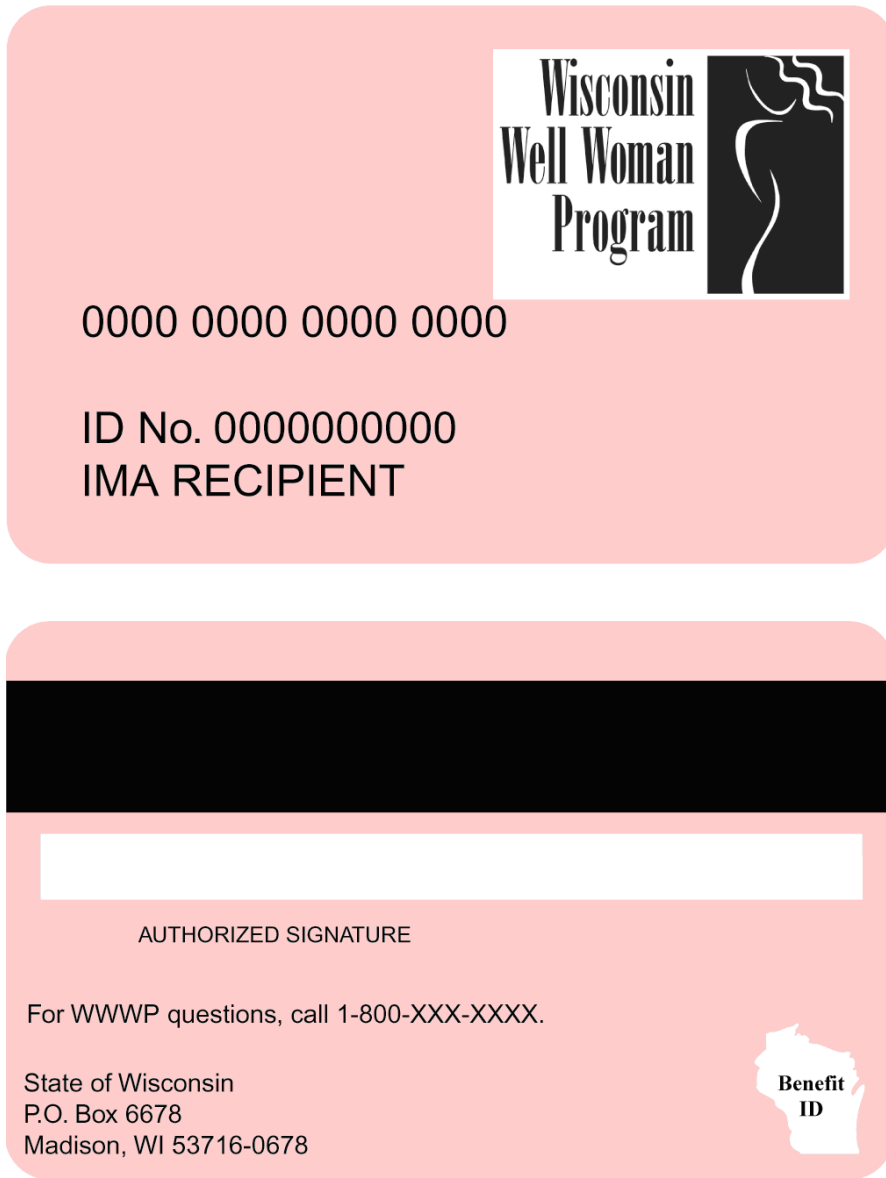 Wisconsin
Well Woman
Program
0000 0000 0000 0000
ID No. 0000000000
IMA RECIPIENT
AUTHORIZED SIGNATURE
For WWWP questions, call 1-800-XXX-XXXX.
State of Wisconsin
P.O. Box 6678
Madison, WI 53716-0678
Benefit
ID